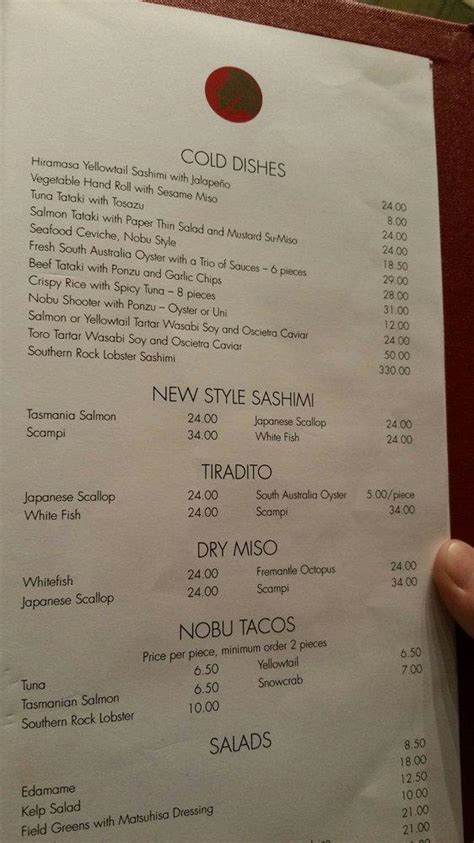 COLD DISHES
Hiramasa Yellowtail Sashimi with Jalapeño 24.00
Vegetable Hand Roll with Sesame Miso 8.00
Tuna Tataki with Tosazu 24.00
Salmon Tataki with Paper Thin Salad and Mustard Su-Miso 24.00
Seafood Ceviche, Nobu Style 18.50
Fresh South Australia Oyster with a Trio of Sauces – 6 pieces 29.00
Beef Tataki with Ponzu and Garlic Chips 28.00
Crispy Rice with Spicy Tuna – 8 pieces 31.00
Nobu Shooter with Ponzu – Oyster or Uni 12.00
Salmon or Yellowtail Tartar Wasabi Soy and Oscietra Caviar 24.00
Toro Tartar Wasabi Soy and Oscietra Caviar 50.00
Southern Rock Lobster Sashimi 330.00
NEW STYLE SASHIMI
Tasmania Salmon 24.00 Japanese Scallop 24.00
Scampi 34.00 White Fish 24.00
TIRADITO
Japanese Scallop 24.00 South Australia Oyster 5.00/piece
White Fish 24.00 Scampi 34.00
DRY MISO
Whitefish 24.00 Fremantle Octopus 24.00
Japanese Scallop 24.00 Scampi 34.00
NOBU TACOS
Price per piece, minimum order 2 pieces
Tuna 6.50 Yellowtail 6.50
Tasmanian Salmon 6.50 Snowcrab 7.00
Southern Rock Lobster 10.00
SALADS
Edamame 8.50
Kelp Salad 18.00
Field Greens with Matsuhisa Dressing 12.50
10.00
21.00
21.00